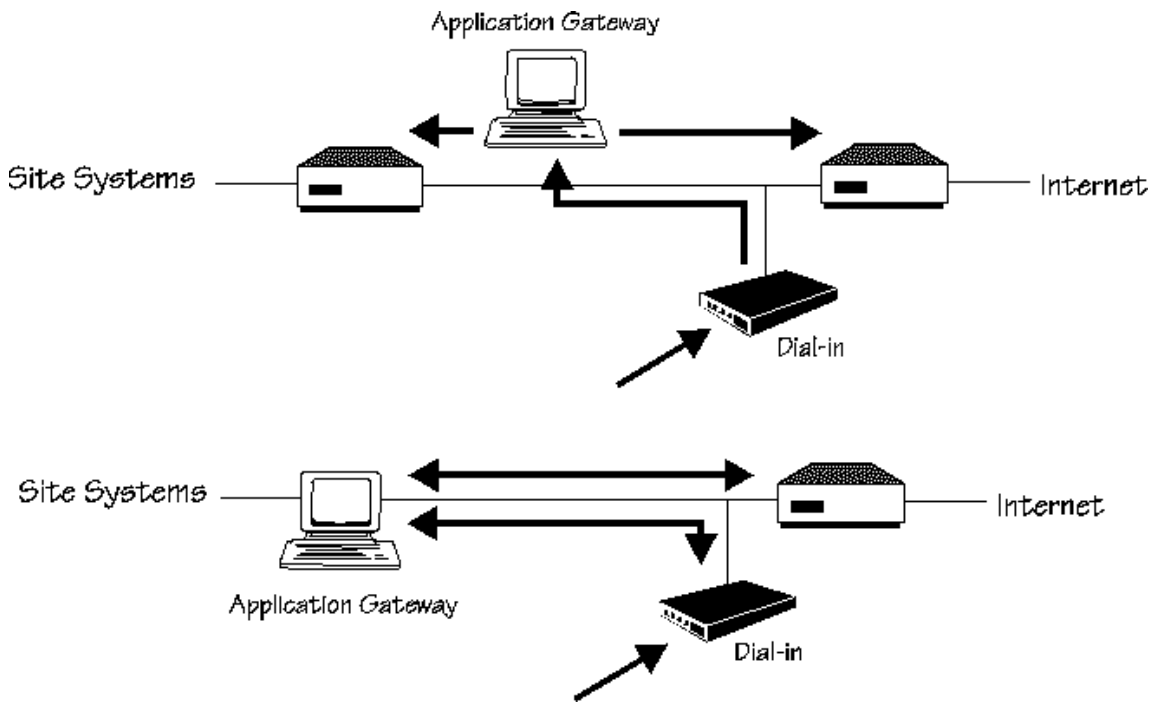 Application Gateway
Site Systems
Internet
Dial-in
Site Systems
Internet
Application Gateway
Dial-in